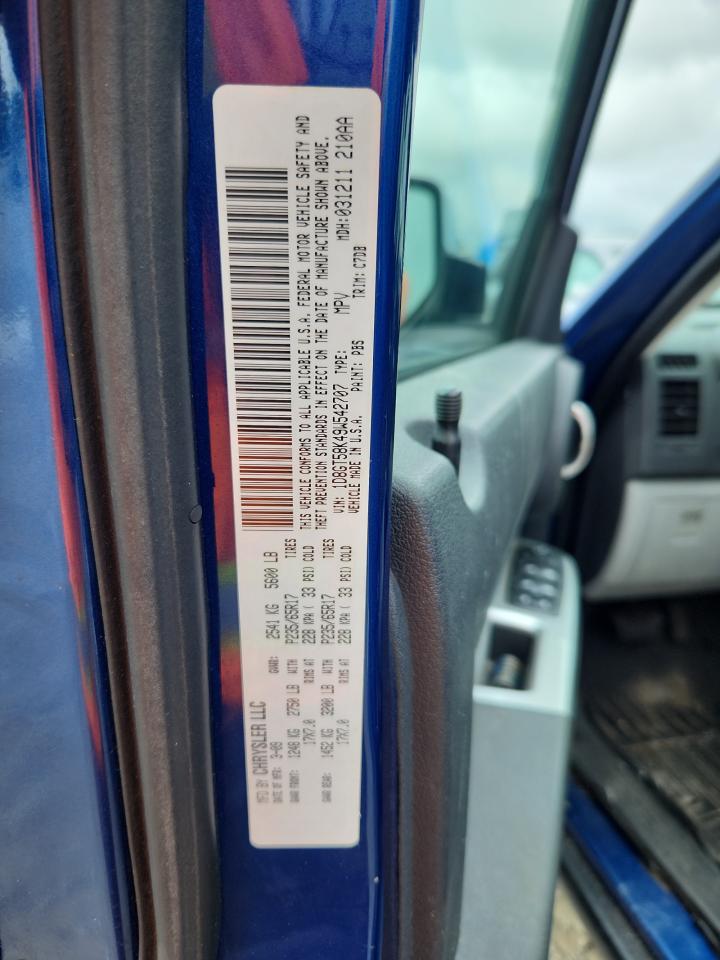 MFD BY CHRYSLER LLC
DATE OF MFR: 3-09 GVWR: 2541 KG 5600 LB
GAWR FRONT: 1248 KG 2750 LB WITH P235/65R17 TIRES
17X7.0 RIMS AT 228 KPA ( 33 PSI) COLD
GAWR REAR: 1452 KG 3200 LB WITH P235/65R17 TIRES
17X7.0 RIMS AT 228 KPA ( 33 PSI) COLD
THIS VEHICLE CONFORMS TO ALL APPLICABLE U.S.A. FEDERAL MOTOR VEHICLE SAFETY AND
THEFT PREVENTION STANDARDS IN EFFECT ON THE DATE OF MANUFACTURE SHOWN ABOVE.
VIN: 1D8GT58K49W542707 TYPE: MPV MDH:031211 210AA
VEHICLE MADE IN U.S.A. PAINT: PBS TRIM: C7DB